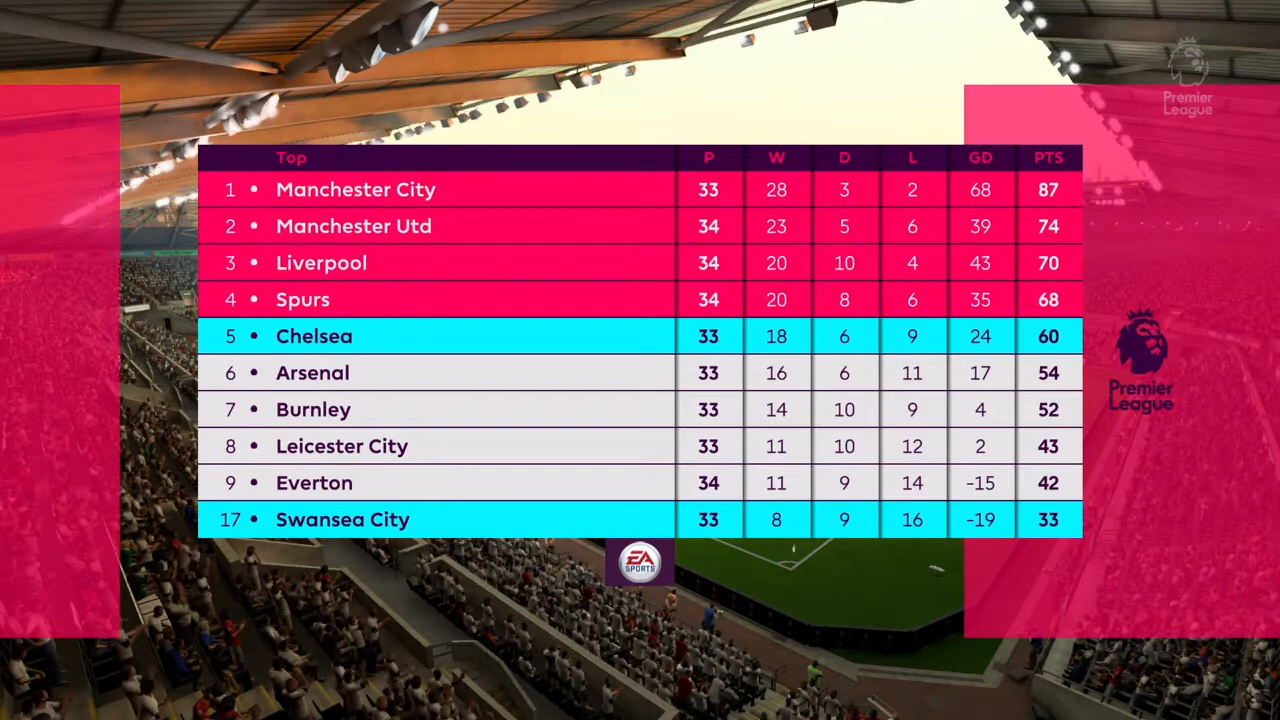 Premier
League
Top P W D L GD PTS
1 • Manchester City 33 28 3 2 68 87
2 • Manchester Utd 34 23 5 6 39 74
3 • Liverpool 34 20 10 4 43 70
4 • Spurs 34 20 8 6 35 68
5 • Chelsea 33 18 6 9 24 60
6 • Arsenal 33 16 6 11 17 54
7 • Burnley 33 14 10 9 4 52
8 • Leicester City 33 11 10 12 2 43
9 • Everton 34 11 9 14 -15 42
17 • Swansea City 33 8 9 16 -19 33
Premier
League
EA
SPORTS